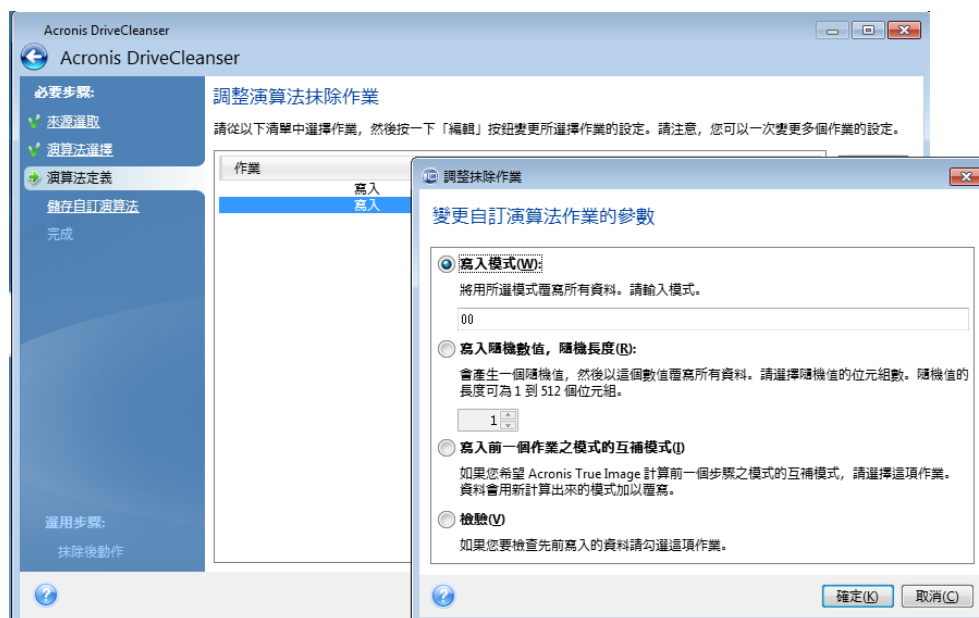 Acronis DriveCleanser
Acronis DriveCleanser
必要步驟:
來源選取
演算法選擇
演算法定義
儲存自訂演算法
完成
選用步驟:
抹除後動作
調整演算法抹除作業
請從以下清單中選擇作業，然後按一下「編輯」按鈕變更所選擇作業的設定。請注意，您可以一次變更多個作業的設定。
作業
寫入
寫入
調整抹除作業
變更自訂演算法作業的參數
寫入模式(W):
將用所選模式覆寫所有資料。請輸入模式。
00
寫入隨機數值，隨機長度(R):
會產生一個隨機值，然後以這個數值覆寫所有資料。請選擇隨機值的位元組數。隨機值的
長度可為 1 到 512 個位元組。
1
寫入前一個作業之模式的互補模式(I)
如果您希望 Acronis True Image 計算前一個步驟之模式的互補模式，請選擇這項作業。
資料會用新計算出來的模式加以覆寫。
檢驗(V)
如果您要檢查先前寫入的資料請勾選這項作業。
確定(K)
取消(C)